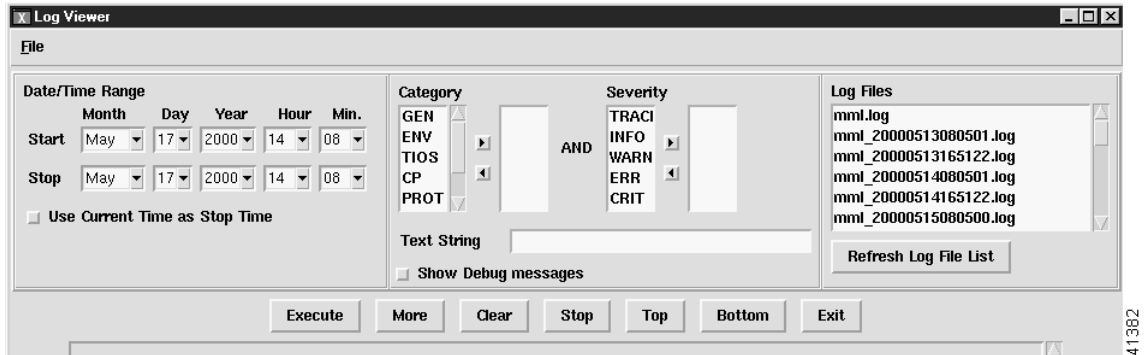 X Log Viewer
File
Date/Time Range
Month Day Year Hour Min.
Start May 17 2000 14 08
Stop May 17 2000 14 08
Use Current Time as Stop Time
Category
GEN
ENV
TIOS
CP
PROT
AND
Severity
TRACI
INFO
WARN
ERR
CRIT
Text String
Show Debug messages
Log Files
mml.log
mml_20000513080501.log
mml_20000513165122.log
mml_20000514080501.log
mml_20000514165122.log
mml_20000515080500.log
Refresh Log File List
Execute More Clear Stop Top Bottom Exit
41382